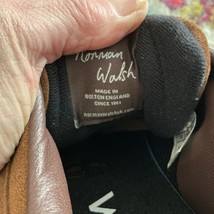 Norman
Walsh
MADE IN
BOLTON ENGLAND
SINCE 1961